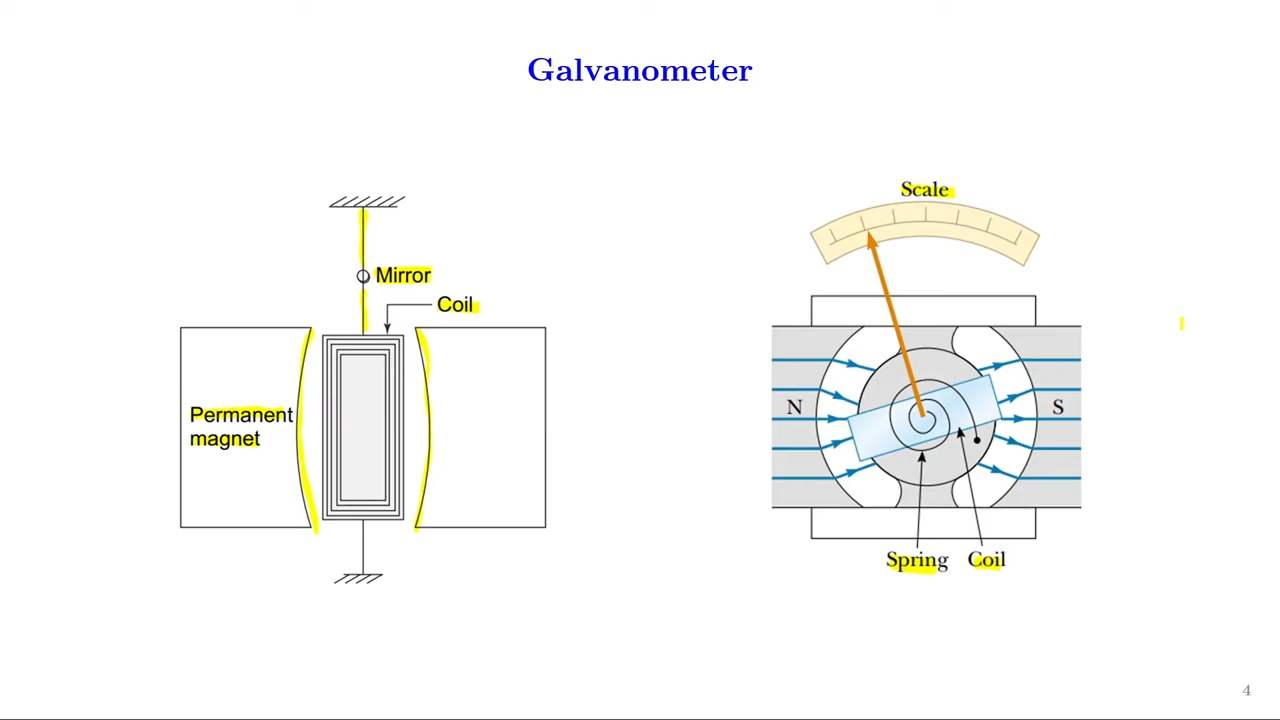 Galvanometer
Mirror
Coil
Permanent
magnet
Scale
N
S
Spring
Coil
4